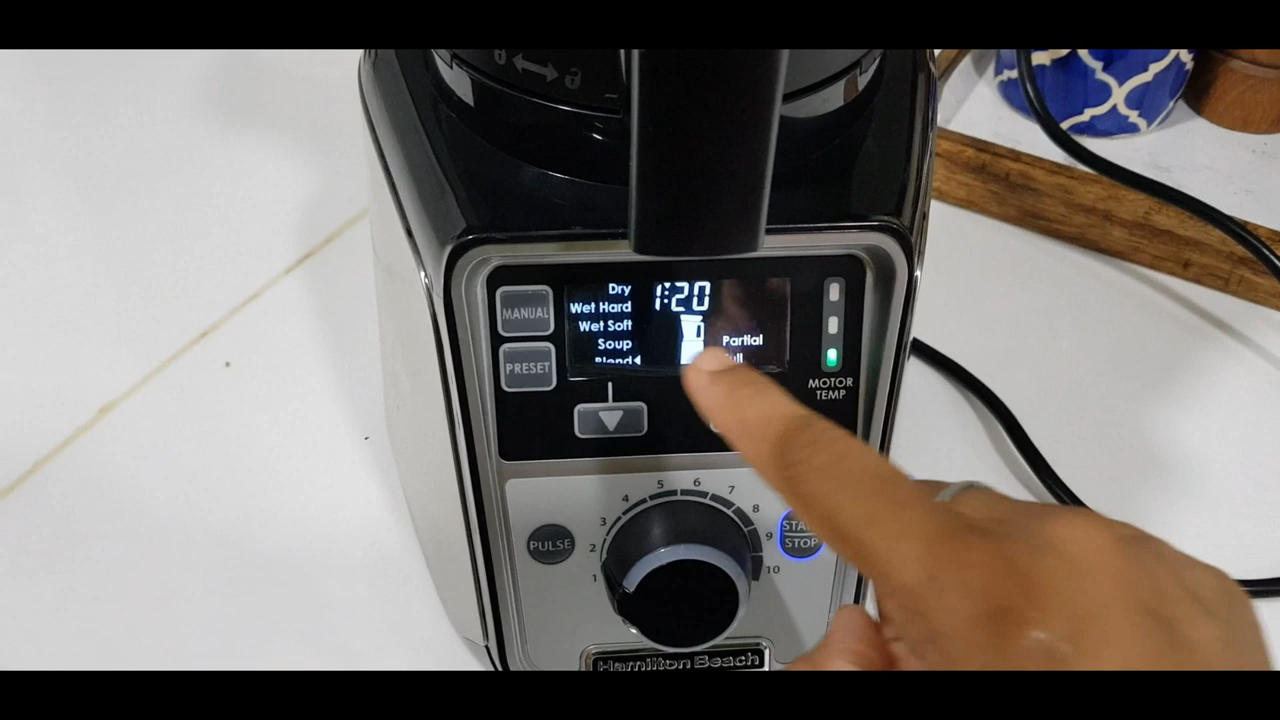 MANUAL
PRESET
Dry
Wet Hard
Wet Soft
Soup
Blend
1:20
Partial
MOTOR
TEMP
PULSE
1
2
3
4
5
6
7
8
9
10
STOP
Hamilton Beach